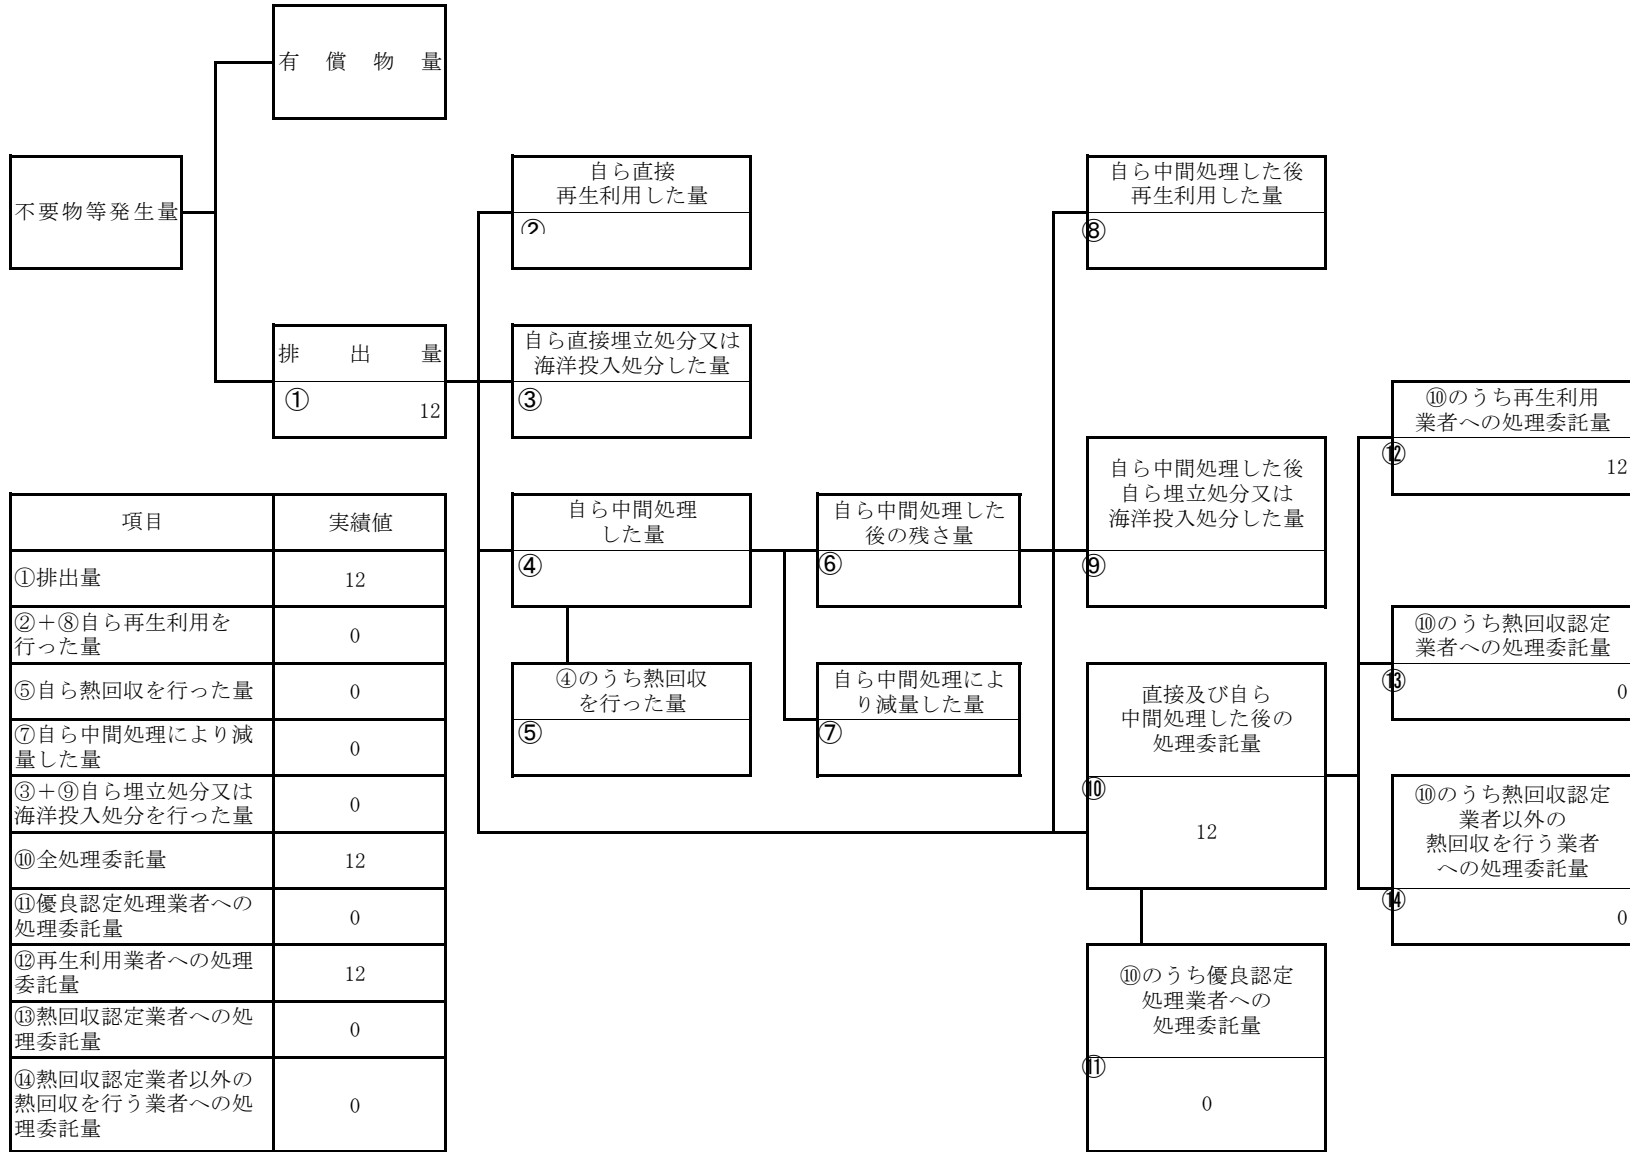 有償物量
不要物等発生量
自ら直接
再生利用した量
②
自ら中間処理した後
再生利用した量
⑧
排出量
① 12
自ら直接埋立処分又は
海洋投入処分した量
③
⑩のうち再生利用
業者への処理委託量
⑫ 12
自ら中間処理
した量
④
自ら中間処理した
後の残さ量
⑥
自ら中間処理した後
自ら埋立処分又は
海洋投入処分した量
⑨
④のうち熱回収
を行った量
⑤
自ら中間処理によ
り減量した量
⑦
直接及び自ら
中間処理した後の
処理委託量
⑩
12
⑩のうち熱回収認定
業者への処理委託量
⑬ 0
⑩のうち熱回収認定
業者以外の
熱回収を行う業者
への処理委託量
⑭ 0
⑩のうち優良認定
処理業者への
処理委託量
⑪
0
項目 実績値
①排出量 12
②+⑧自ら再生利用を
行った量 0
⑤自ら熱回収を行った量 0
⑦自ら中間処理により減
量した量 0
③+⑨自ら埋立処分又は
海洋投入処分を行った量 0
⑩全処理委託量 12
⑪優良認定処理業者への
処理委託量 0
⑫再生利用業者への処理
委託量 12
⑬熱回収認定業者への処
理委託量 0
⑭熱回収認定業者以外の
熱回収を行う業者への処
理委託量 0